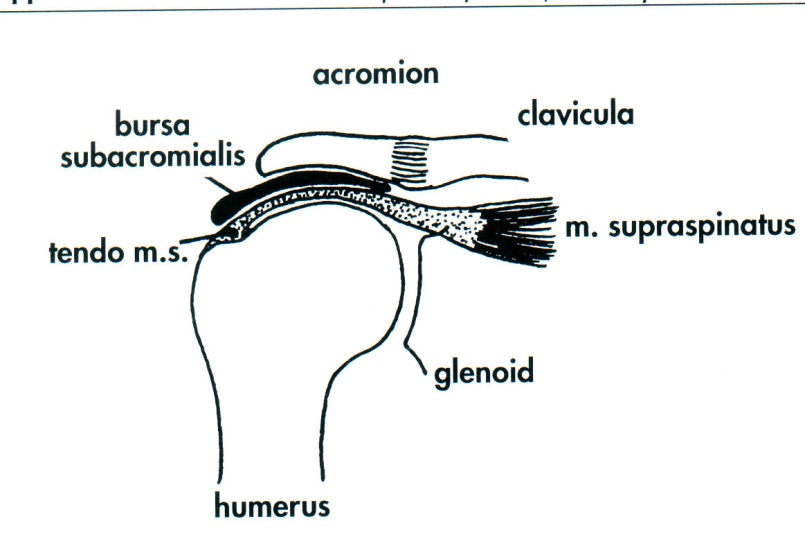 acromion
clavicula
bursa
subacromialis
m. supraspinatus
tendo m.s.
glenoid
humerus